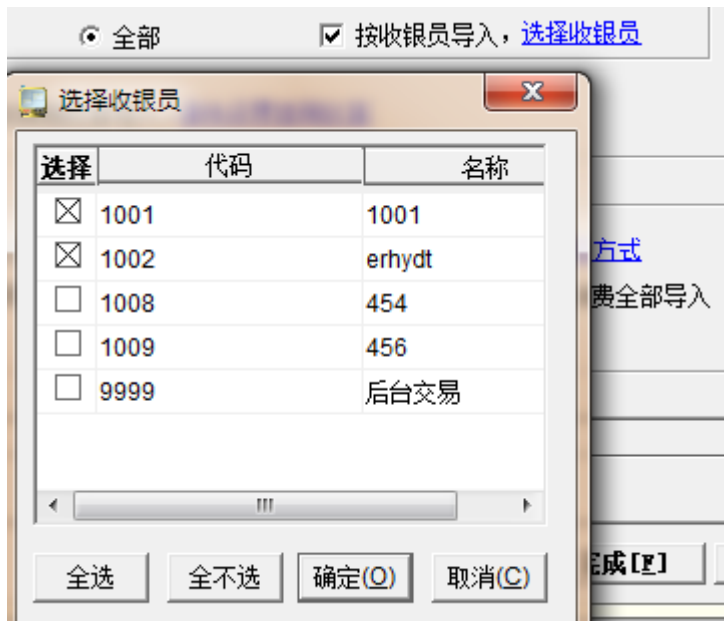 全部 按收银员导入，选择收银员
选择收银员
选择 代码 名称
1001 1001
1002 erhydt
1008 454
1009 456
9999 后台交易
方式
费全部导入
全选 全不选 确定(O) 取消(C)
成[F]